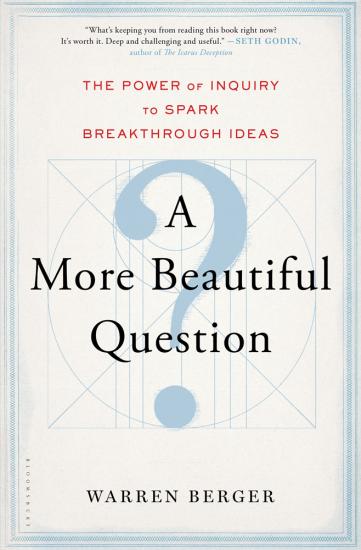 "What's keeping you from reading this book right now?
It's worth it. Deep and challenging and useful." —SETH GODIN,
author of The Icarus Deception
THE POWER OF INQUIRY
TO SPARK
BREAKTHROUGH IDEAS
?
A
More Beautiful
Question
WARREN BERGER
BLOOMSBURY